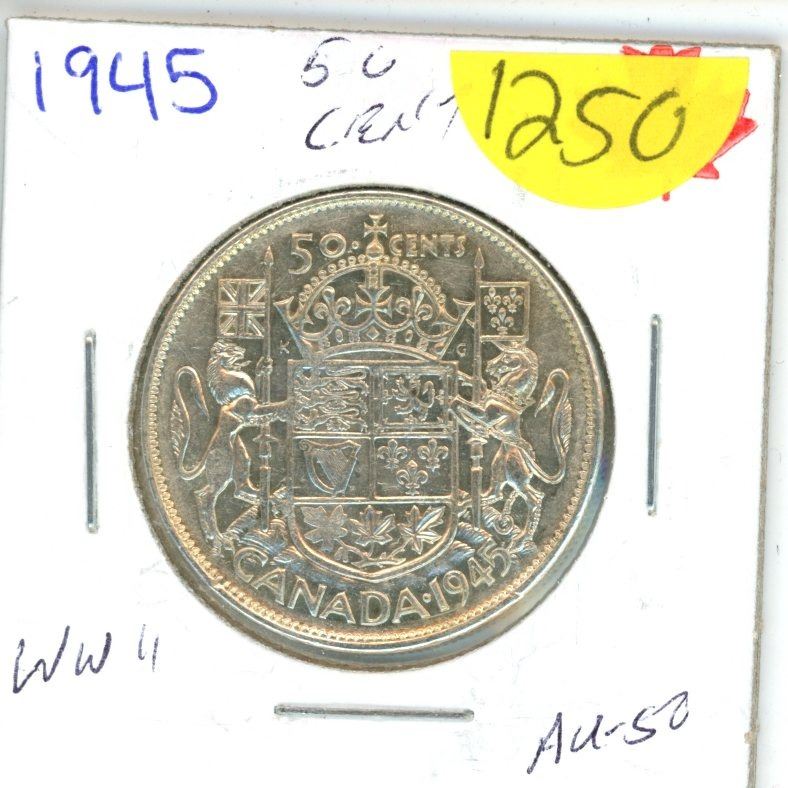 1945
50
CENT
1250
50. CENTS
K G
CANADA·1945
WW II
AU-50